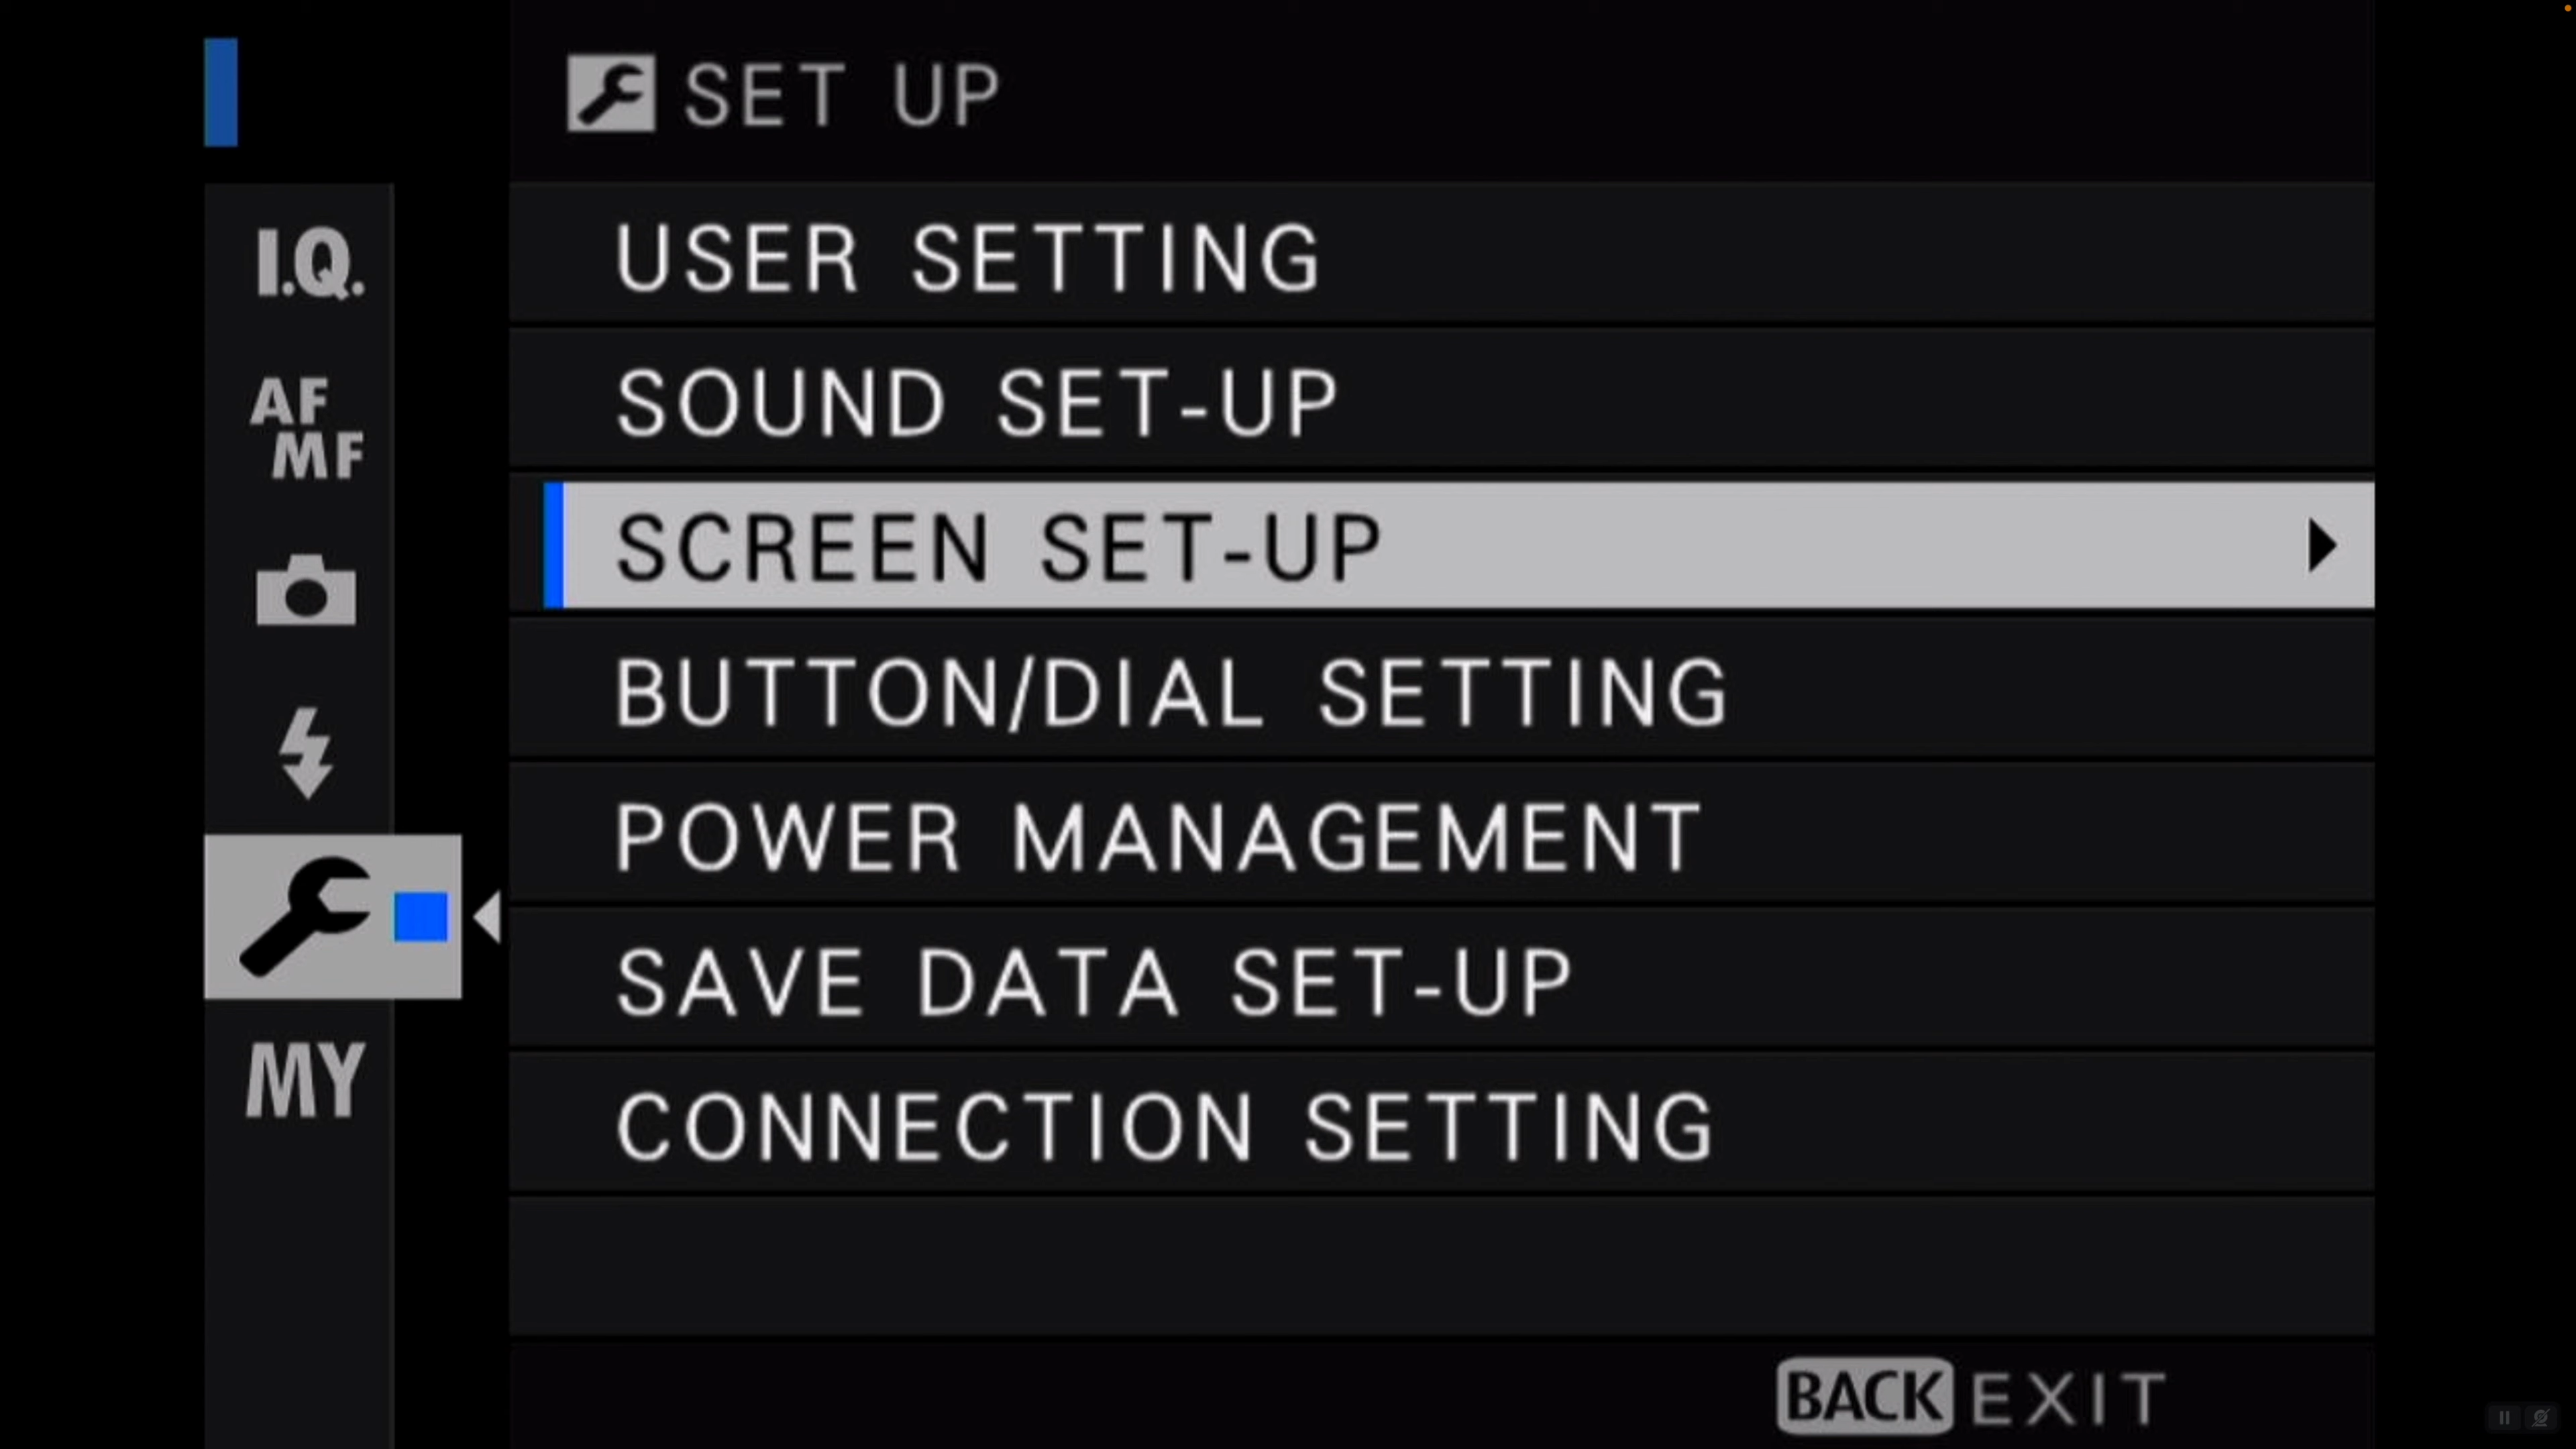 SET UP
I.Q.
AF
MF
MY
USER SETTING
SOUND SET-UP
SCREEN SET-UP
BUTTON/DIAL SETTING
POWER MANAGEMENT
SAVE DATA SET-UP
CONNECTION SETTING
BACK EXIT